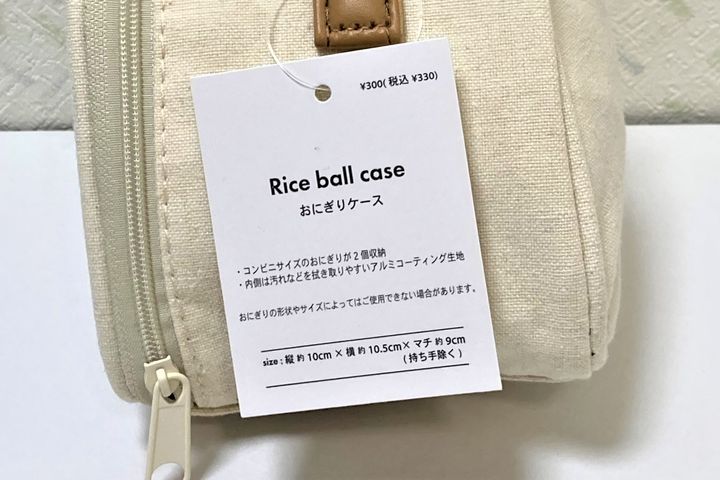 ¥300(税込 ¥330)
Rice ball case
おにぎりケース
・コンビニサイズのおにぎりが2個収納
・内側は汚れなどを拭き取りやすいアルミコーティング生地
おにぎりの形状やサイズによってはご使用できない場合があります。
size : 縦 約 10cm × 横 約 10.5cm× マチ 約 9cm
( 持ち手除く )